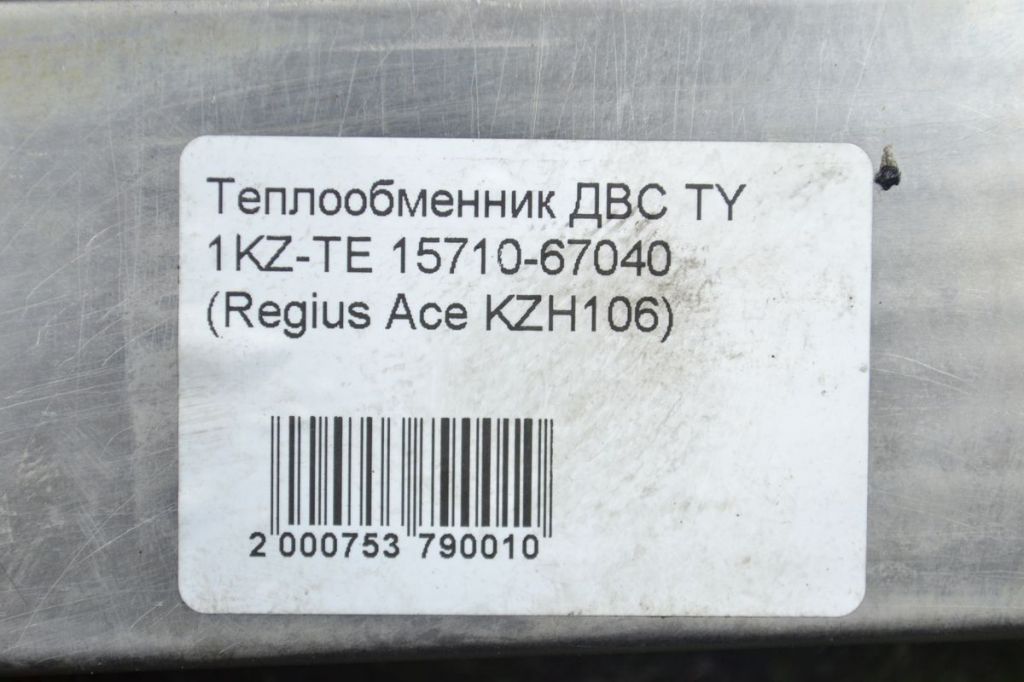 Теплообменник ДВС TY
1KZ-TE 15710-67040
(Regius Ace KZH106)
2 000753 790010